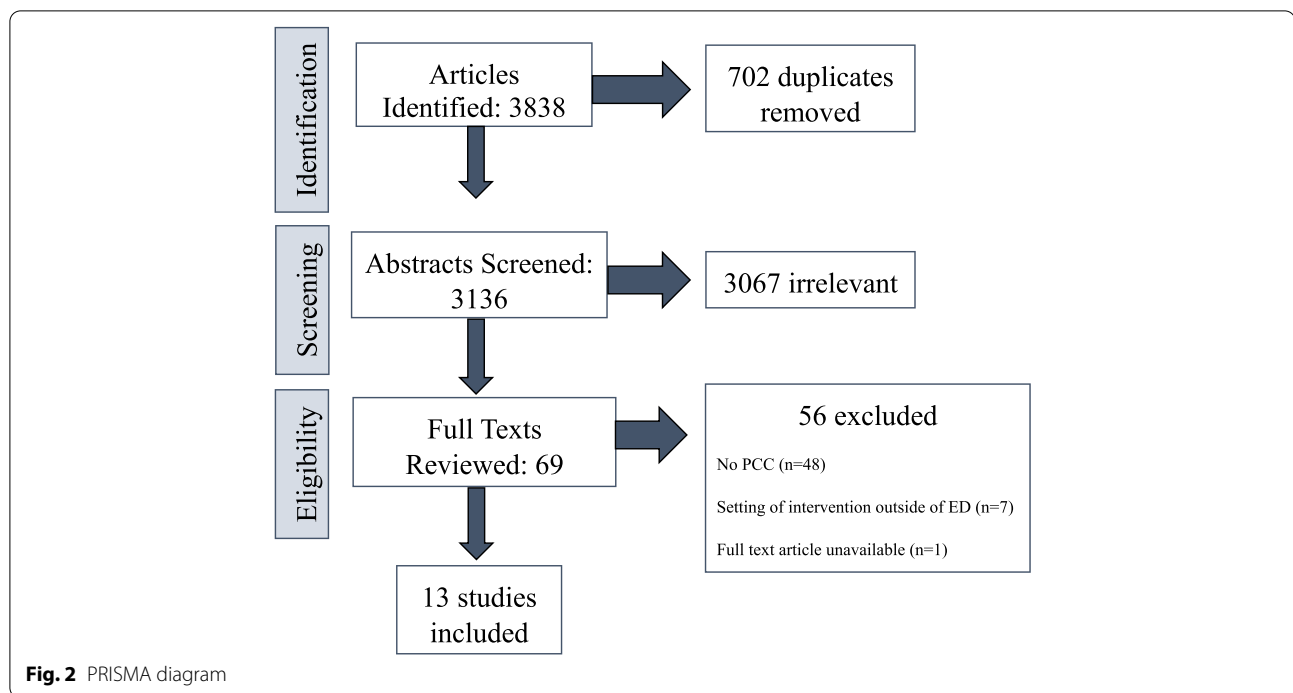 Identification
Articles
Identified: 3838
702 duplicates
removed
Screening
Abstracts Screened:
3136
3067 irrelevant
Eligibility
Full Texts
Reviewed: 69
56 excluded
No PCC (n=48)
Setting of intervention outside of ED (n=7)
Full text article unavailable (n=1)
13 studies
included
Fig. 2 PRISMA diagram